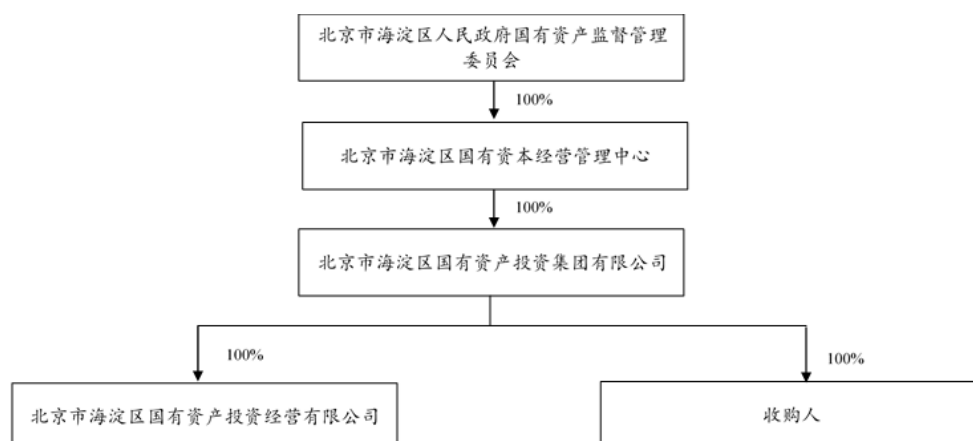 北京市海淀区人民政府国有资产监督管理
委员会
100%
北京市海淀区国有资本经营管理中心
100%
北京市海淀区国有资产投资集团有限公司
100%
100%
北京市海淀区国有资产投资经营有限公司
收购人